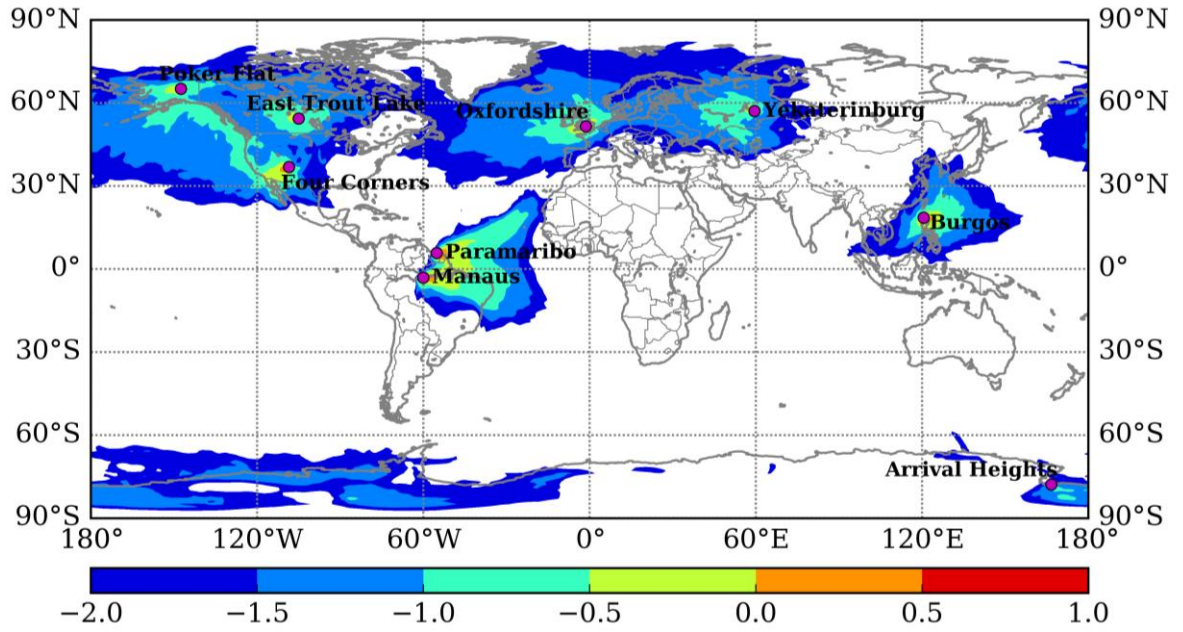 90°N 90°N
Poker Flat
60°N East Trout Lake Oxfordshire Yekaterinburg 60°N
30°N Four Corners 30°N
Burgos
Paramaribo
0° Manaus 0°
30°S 30°S
60°S 60°S
Arrival Heights
90°S 90°S
180° 120°W 60°W 0° 60°E 120°E 180°
−2.0 −1.5 −1.0 −0.5 0.0 0.5 1.0